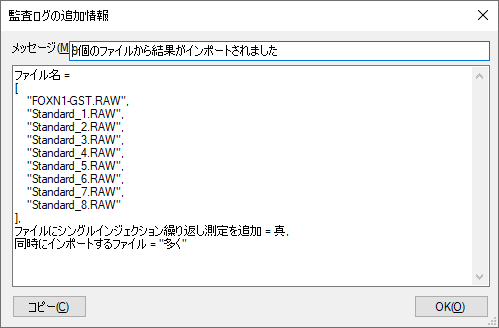 監査ログの追加情報
メッセージ(M
9個のファイルから結果がインポートされました
ファイル名 =
[
"FOXN1-GST.RAW",
"Standard_1.RAW",
"Standard_2.RAW",
"Standard_3.RAW",
"Standard_4.RAW",
"Standard_5.RAW",
"Standard_6.RAW",
"Standard_7.RAW",
"Standard_8.RAW"
],
ファイルにシングルインジェクション繰り返し測定を追加 = 真,
同時にインポートするファイル = "多く"
コピー(C)
OK(O)